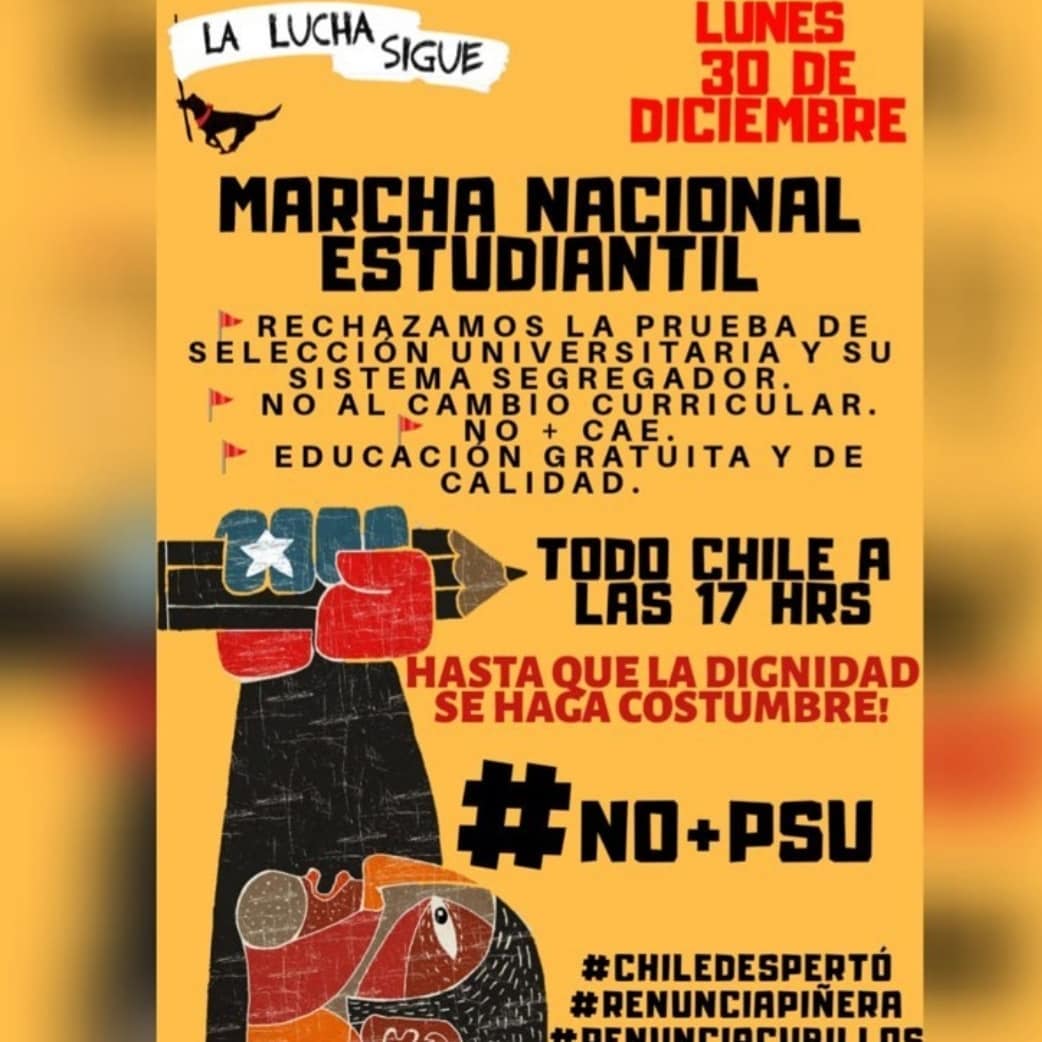 LA LUCHA SIGUE
LUNES
30 DE
DICIEMBRE
MARCHA NACIONAL
ESTUDIANTIL
🚩RECHAZAMOS LA PRUEBA DE
SELECCIÓN UNIVERSITARIA Y SU
SISTEMA SEGREGADOR.
🚩 NO AL CAMBIO CURRICULAR.
🚩 NO + CAE.
🚩 EDUCACIÓN GRATUITA Y DE
CALIDAD.
TODO CHILE A
LAS 17 HRS
HASTA QUE LA DIGNIDAD
SE HAGA COSTUMBRE!
#NO+PSU
#CHILEDESPERTÓ
#RENUNCIAPIÑERA
#RENUNCIACUBILLOS